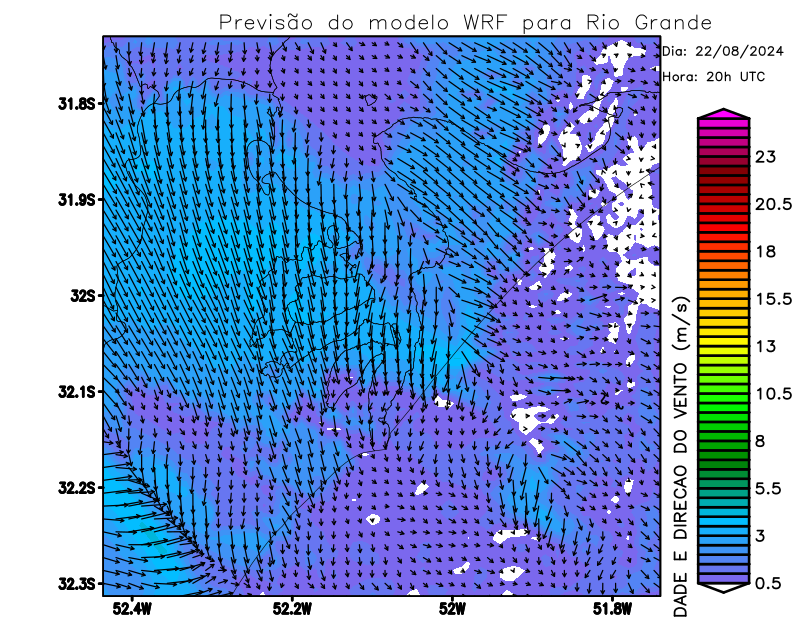 Previsão do modelo WRF para Rio Grande
Dia: 22/08/2024
Hora: 20h UTC
31.8S
31.9S
32S
32.1S
32.2S
32.3S
52.4W
52.2W
52W
51.8W
23
20.5
18
15.5
13
10.5
8
5.5
3
0.5
DADE E DIRECAO DO VENTO (m/s)